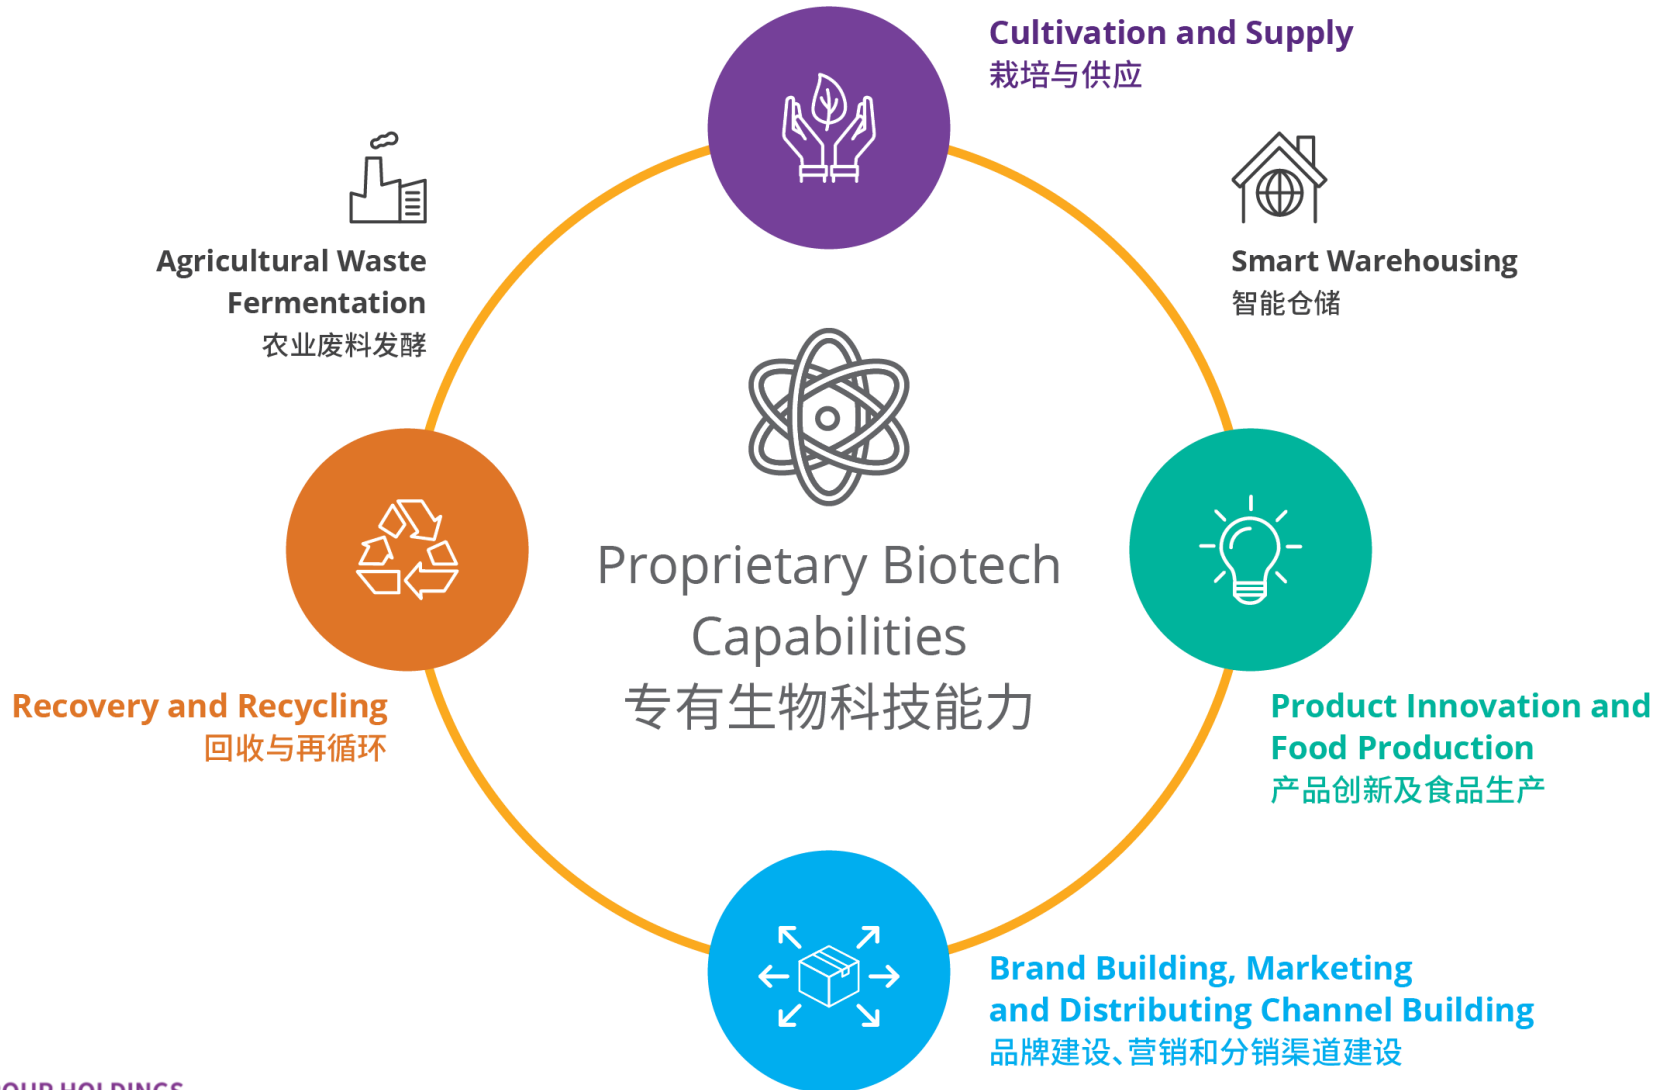 Cultivation and Supply
栽培与供应
Agricultural Waste
Fermentation
农业废料发酵
Smart Warehousing
智能仓储
Proprietary Biotech
Capabilities
专有生物科技能力
Recovery and Recycling
回收与再循环
Product Innovation and
Food Production
产品创新及食品生产
Brand Building, Marketing
and Distributing Channel Building
品牌建设、营销和分销渠道建设
HOLDINGS